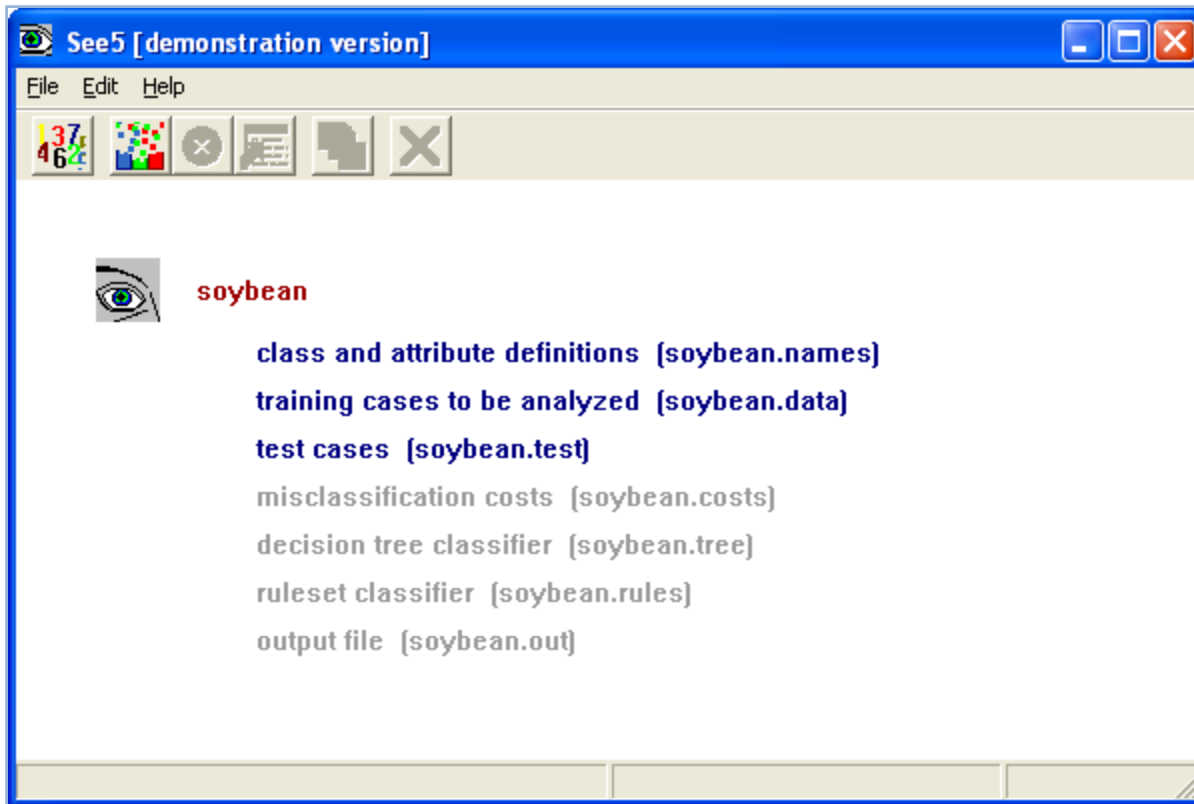 See5 [demonstration version]
File Edit Help
soybean
class and attribute definitions (soybean.names)
training cases to be analyzed (soybean.data)
test cases (soybean.test)
misclassification costs (soybean.costs)
decision tree classifier (soybean.tree)
ruleset classifier (soybean.rules)
output file (soybean.out)